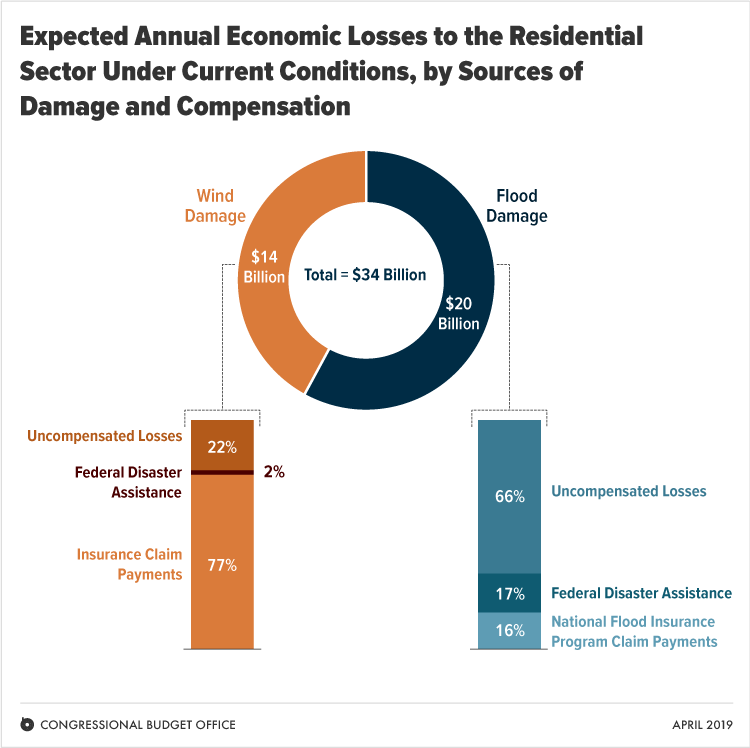 Expected Annual Economic Losses to the Residential
Sector Under Current Conditions, by Sources of
Damage and Compensation
Wind
Damage
Flood
Damage
$14
Billion
Total = $34 Billion
$20
Billion
Uncompensated Losses
22%
Federal Disaster
Assistance
2%
Insurance Claim
Payments
77%
66%
Uncompensated Losses
17%
Federal Disaster Assistance
16%
National Flood Insurance
Program Claim Payments
CONGRESSIONAL BUDGET OFFICE
APRIL 2019